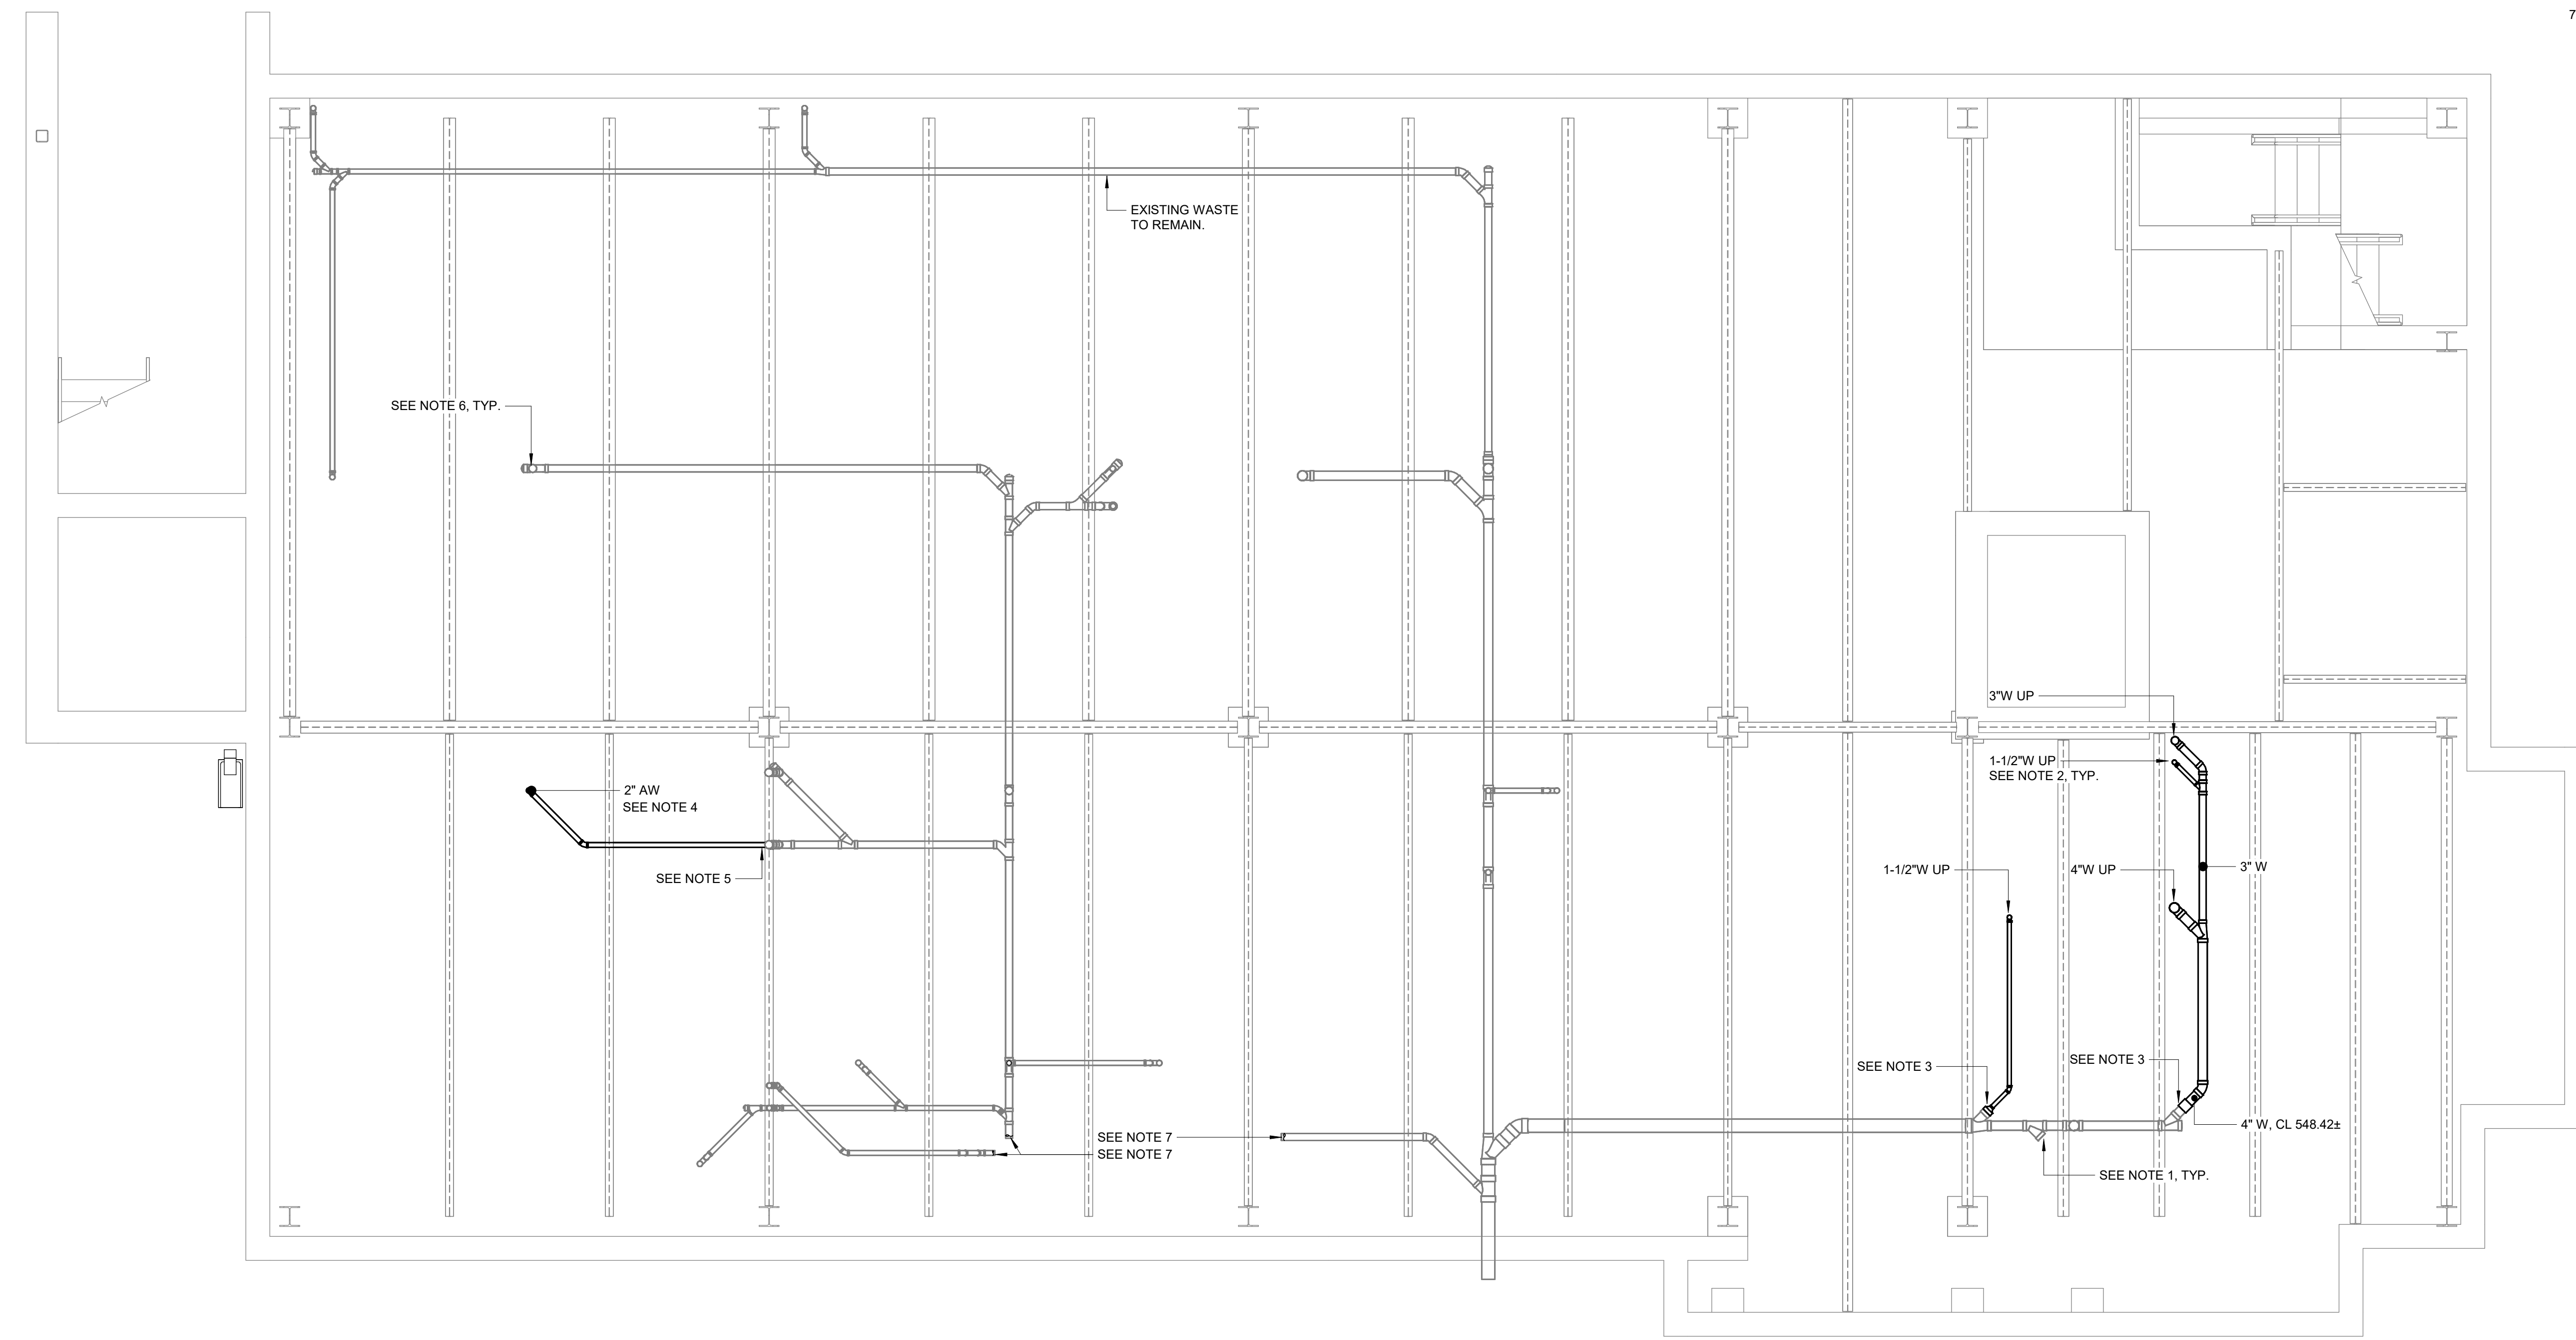 7
EXISTING WASTE
TO REMAIN.
SEE NOTE 6, TYP.
3"W UP
1-1/2"W UP
SEE NOTE 2, TYP.
2" AW
SEE NOTE 4
SEE NOTE 5
1-1/2"W UP
4"W UP
3" W
SEE NOTE 3
SEE NOTE 3
4" W, CL 548.42±
SEE NOTE 7
SEE NOTE 7
SEE NOTE 1, TYP.